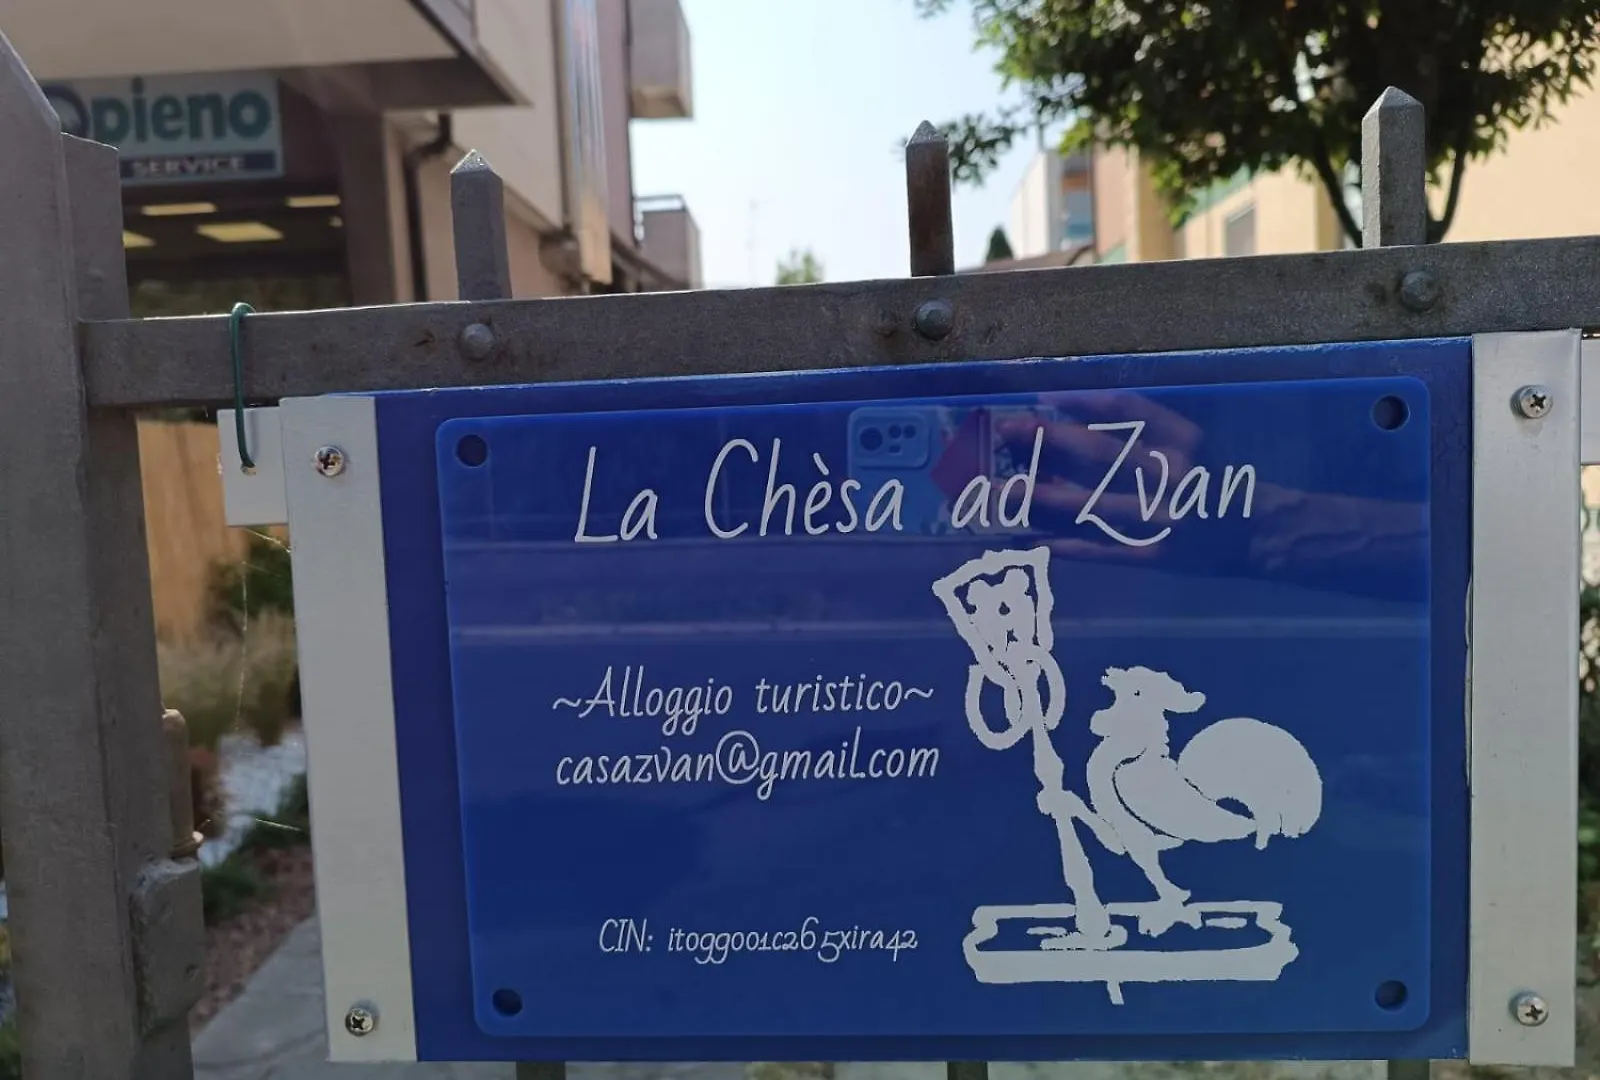 pieno
SERVICE
La Chèsa ad Zvan
~Alloggio turistico~
casazvan@gmail.com
CIN: it099001c265xira42